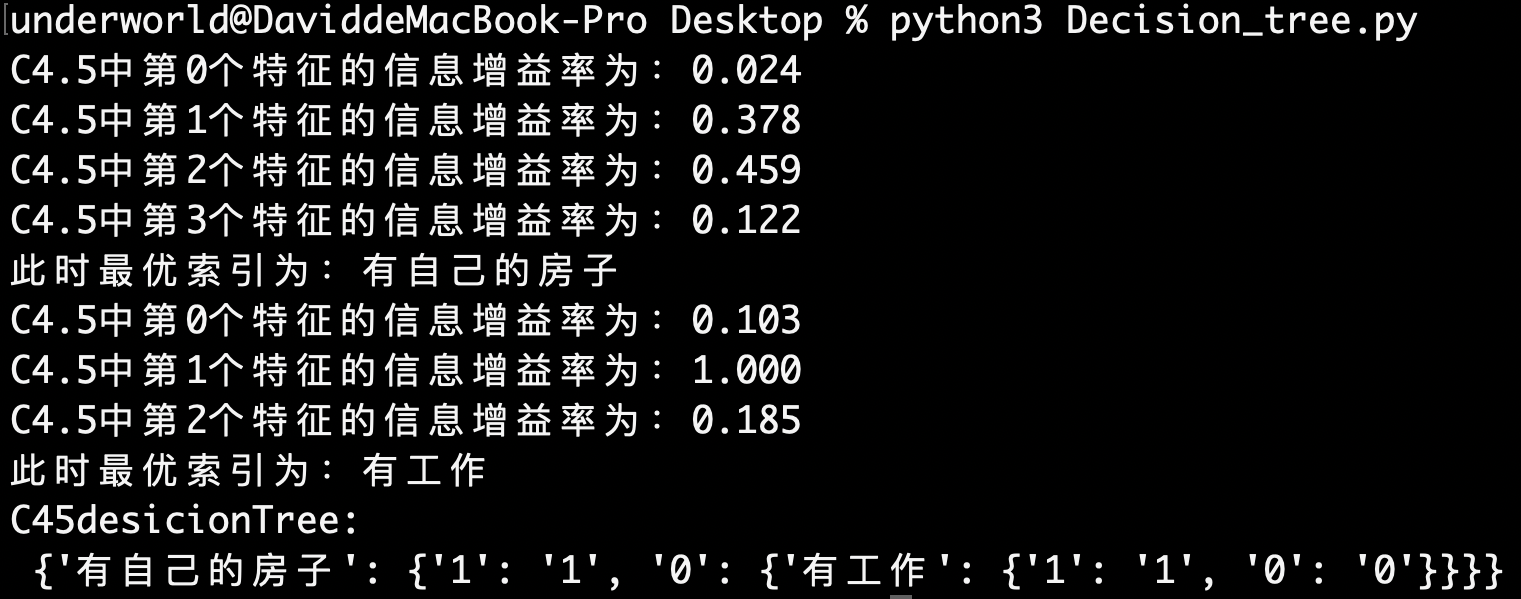 underworld@DaviddeMacBook-Pro Desktop % python3 Decision_tree.py
C4.5中第0个特征的信息增益率为：0.024
C4.5中第1个特征的信息增益率为：0.378
C4.5中第2个特征的信息增益率为：0.459
C4.5中第3个特征的信息增益率为：0.122
此时最优索引为：有自己的房子
C4.5中第0个特征的信息增益率为：0.103
C4.5中第1个特征的信息增益率为：1.000
C4.5中第2个特征的信息增益率为：0.185
此时最优索引为：有工作
C45desicionTree:
{'有自己的房子': {'1': '1', '0': {'有工作': {'1': '1', '0': '0'}}}}